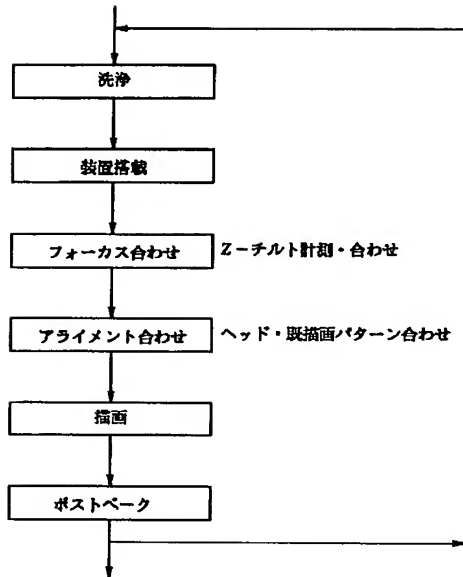 洗浄
装置搭載
フォーカス合わせ
Z－チルト計測・合わせ
アライメント合わせ
ヘッド・既描画パターン合わせ
描画
ポストベーク